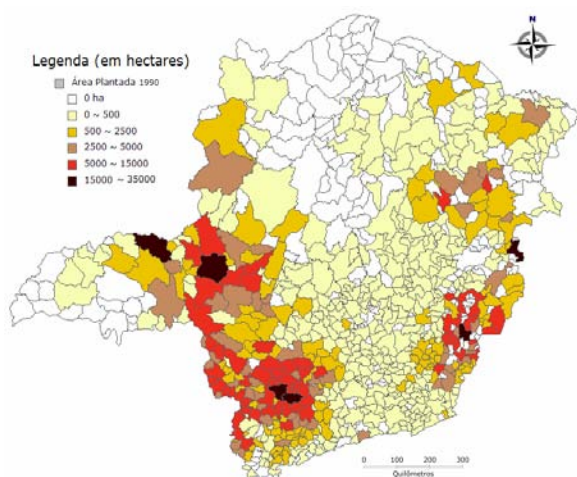 N
Legenda (em hectares)
Área Plantada 1990
0 ha
0 ~ 500
500 ~ 2500
2500 ~ 5000
5000 ~ 15000
15000 ~ 35000
0 100 200 300
Quilômetros